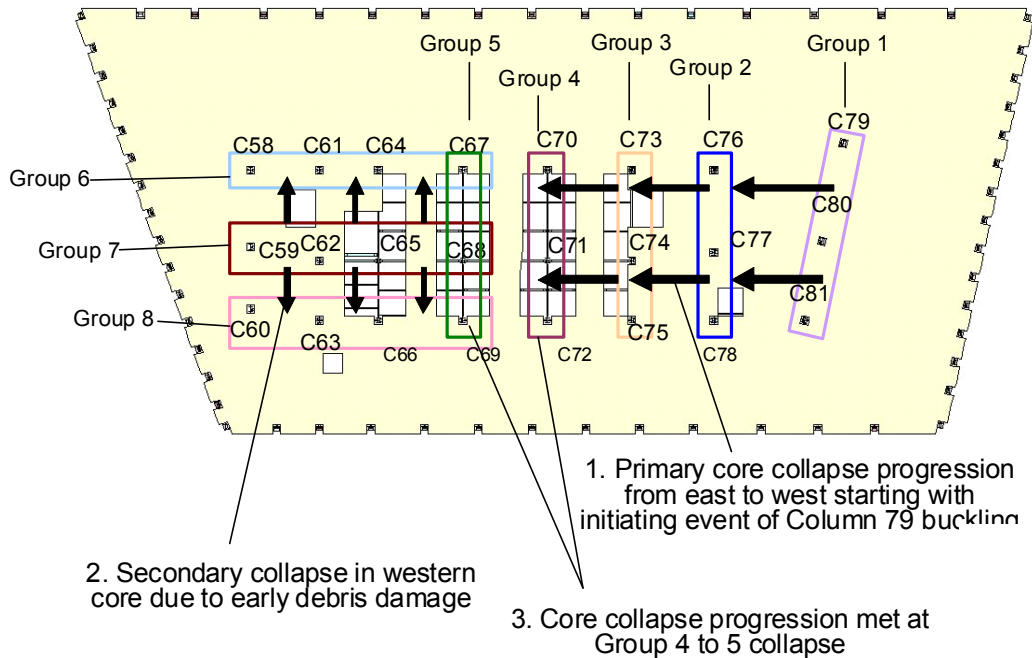 Group 5
Group 3
Group 1
Group 4
Group 2
C79
C58
C61
C64
C67
C70
C73
C76
Group 6
C80
Group 7
C59
C62
C65
C68
C71
C74
C77
C81
Group 8
C60
C63
C66
C69
C72
C75
C78
1. Primary core collapse progression
from east to west starting with
initiating event of Column 79 buckling
2. Secondary collapse in western
core due to early debris damage
3. Core collapse progression met at
Group 4 to 5 collapse